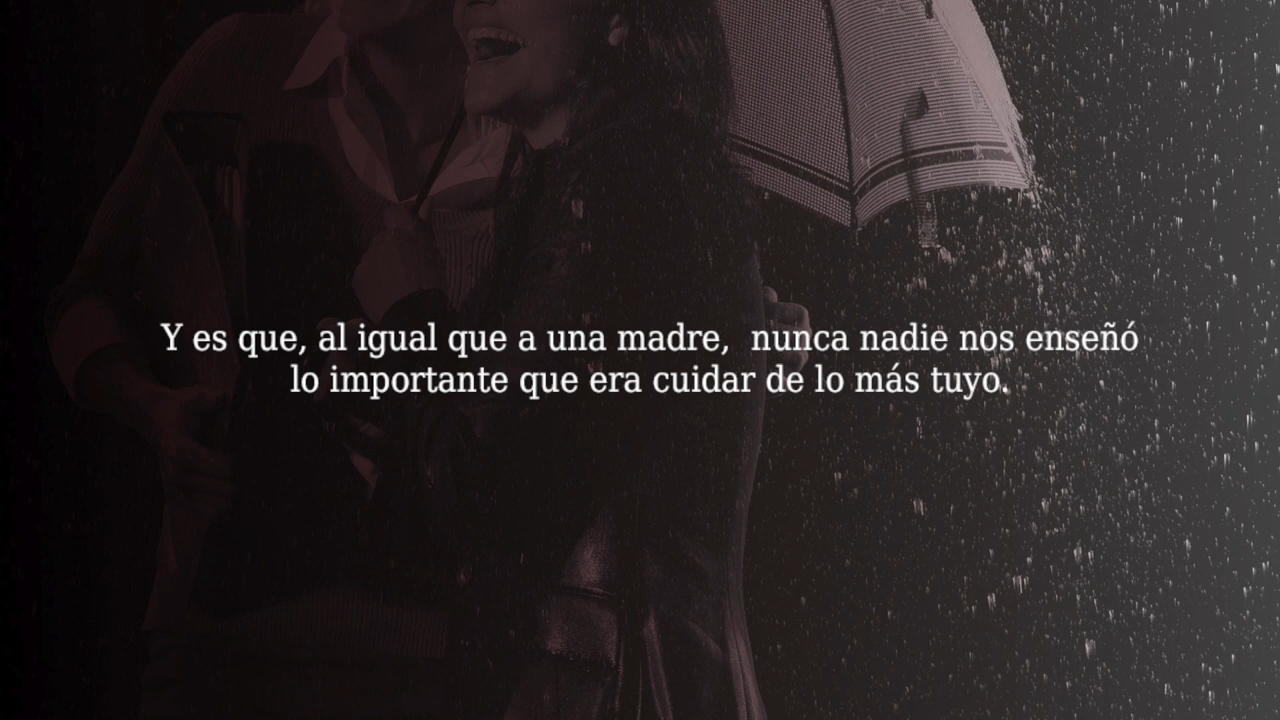 Y es que, al igual que a una madre, nunca nadie nos enseñó
lo importante que era cuidar de lo más tuyo.